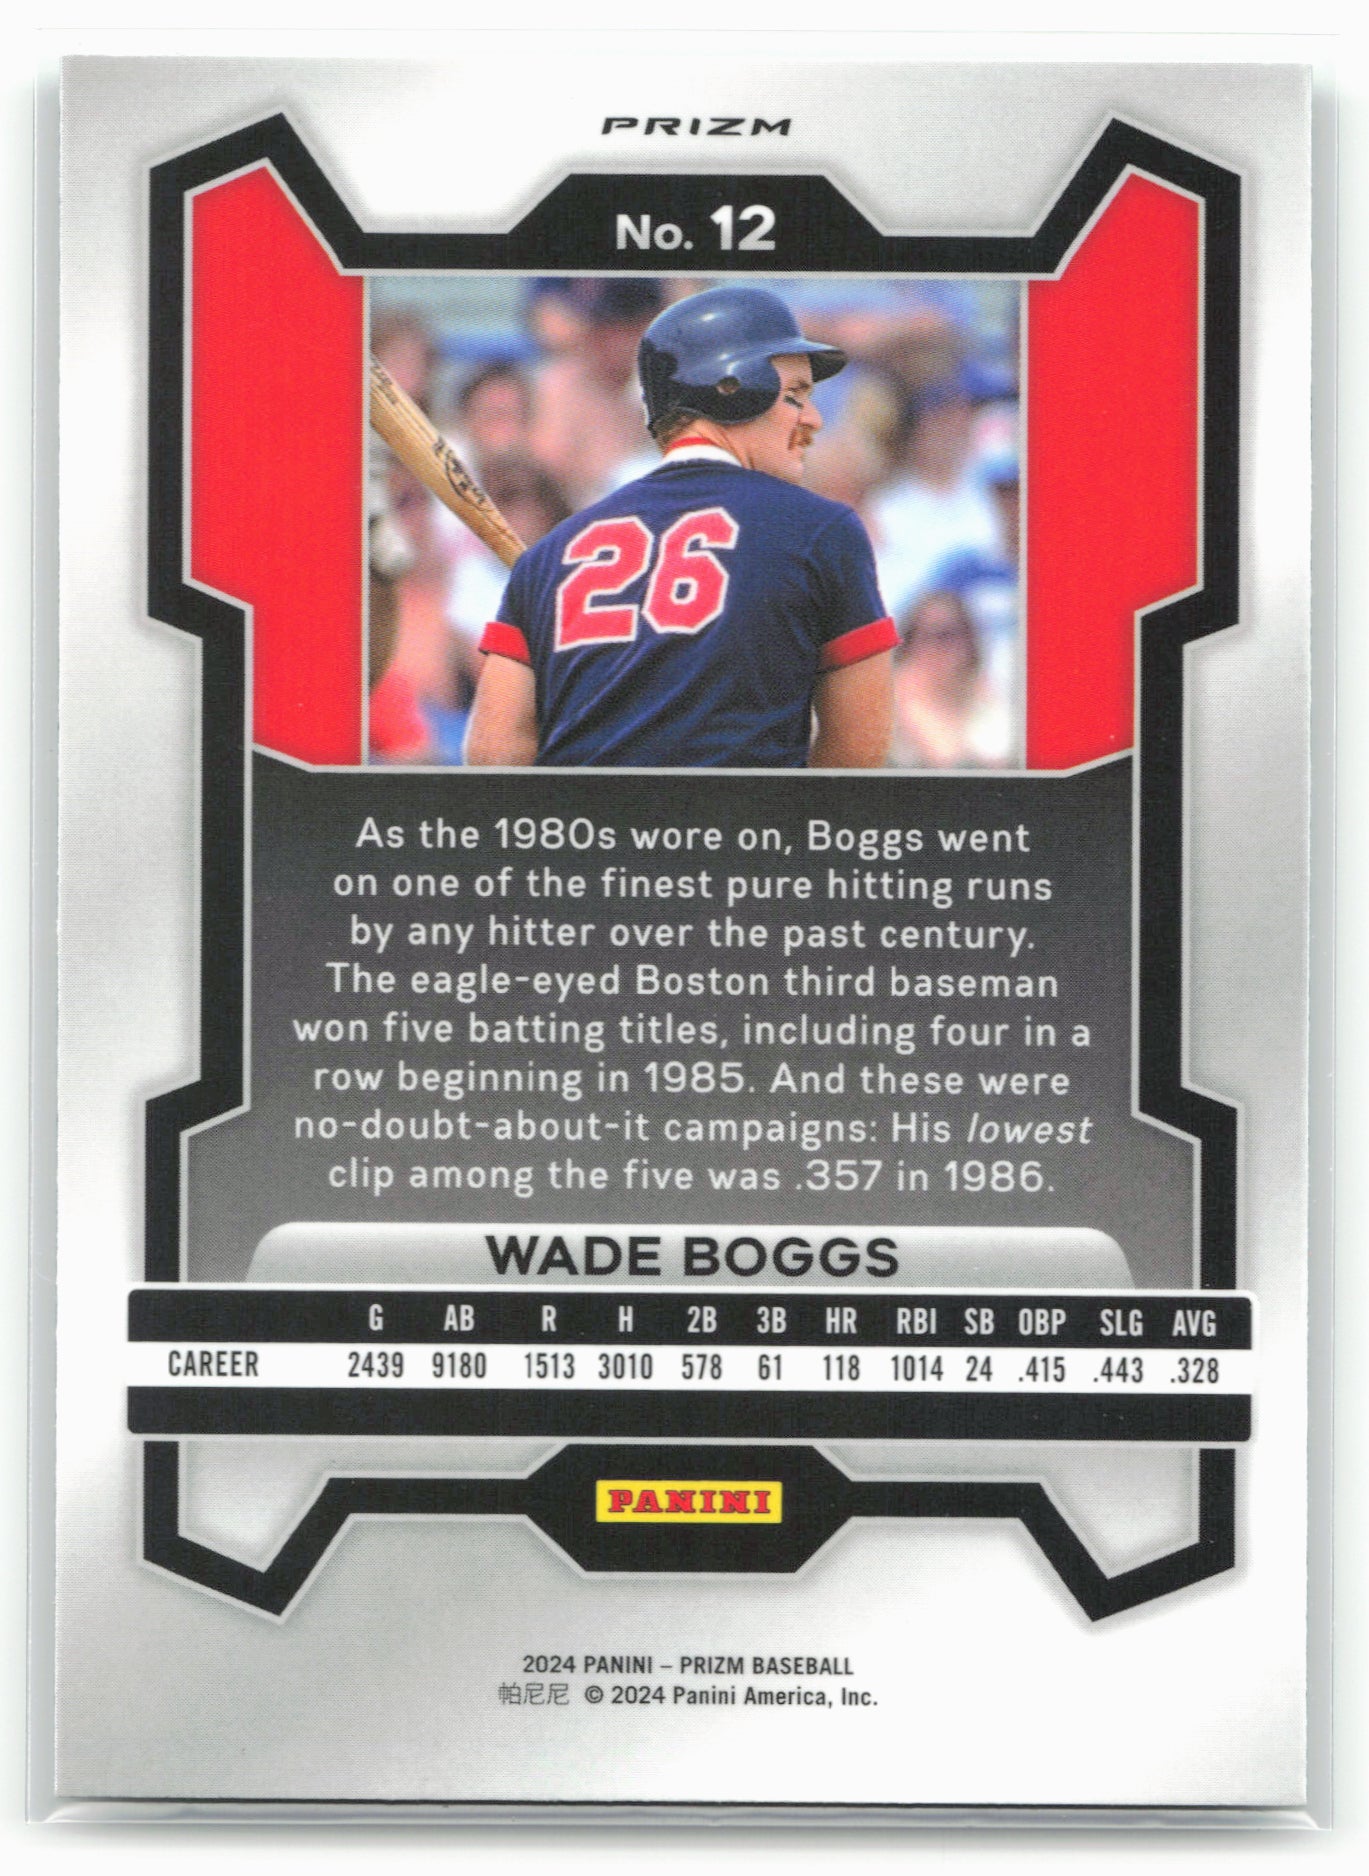 PRIZM
No. 12
26
As the 1980s wore on, Boggs went
on one of the finest pure hitting runs
by any hitter over the past century.
The eagle-eyed Boston third baseman
won five batting titles, including four in a
row beginning in 1985. And these were
no-doubt-about-it campaigns: His lowest
clip among the five was .357 in 1986.
WADE BOGGS
G AB R H 2B 3B HR RBI SB OBP SLG AVG
CAREER 2439 9180 1513 3010 578 61 118 1014 24 .415 .443 .328
PANINI
2024 PANINI – PRIZM BASEBALL
帕尼尼 © 2024 Panini America, Inc.